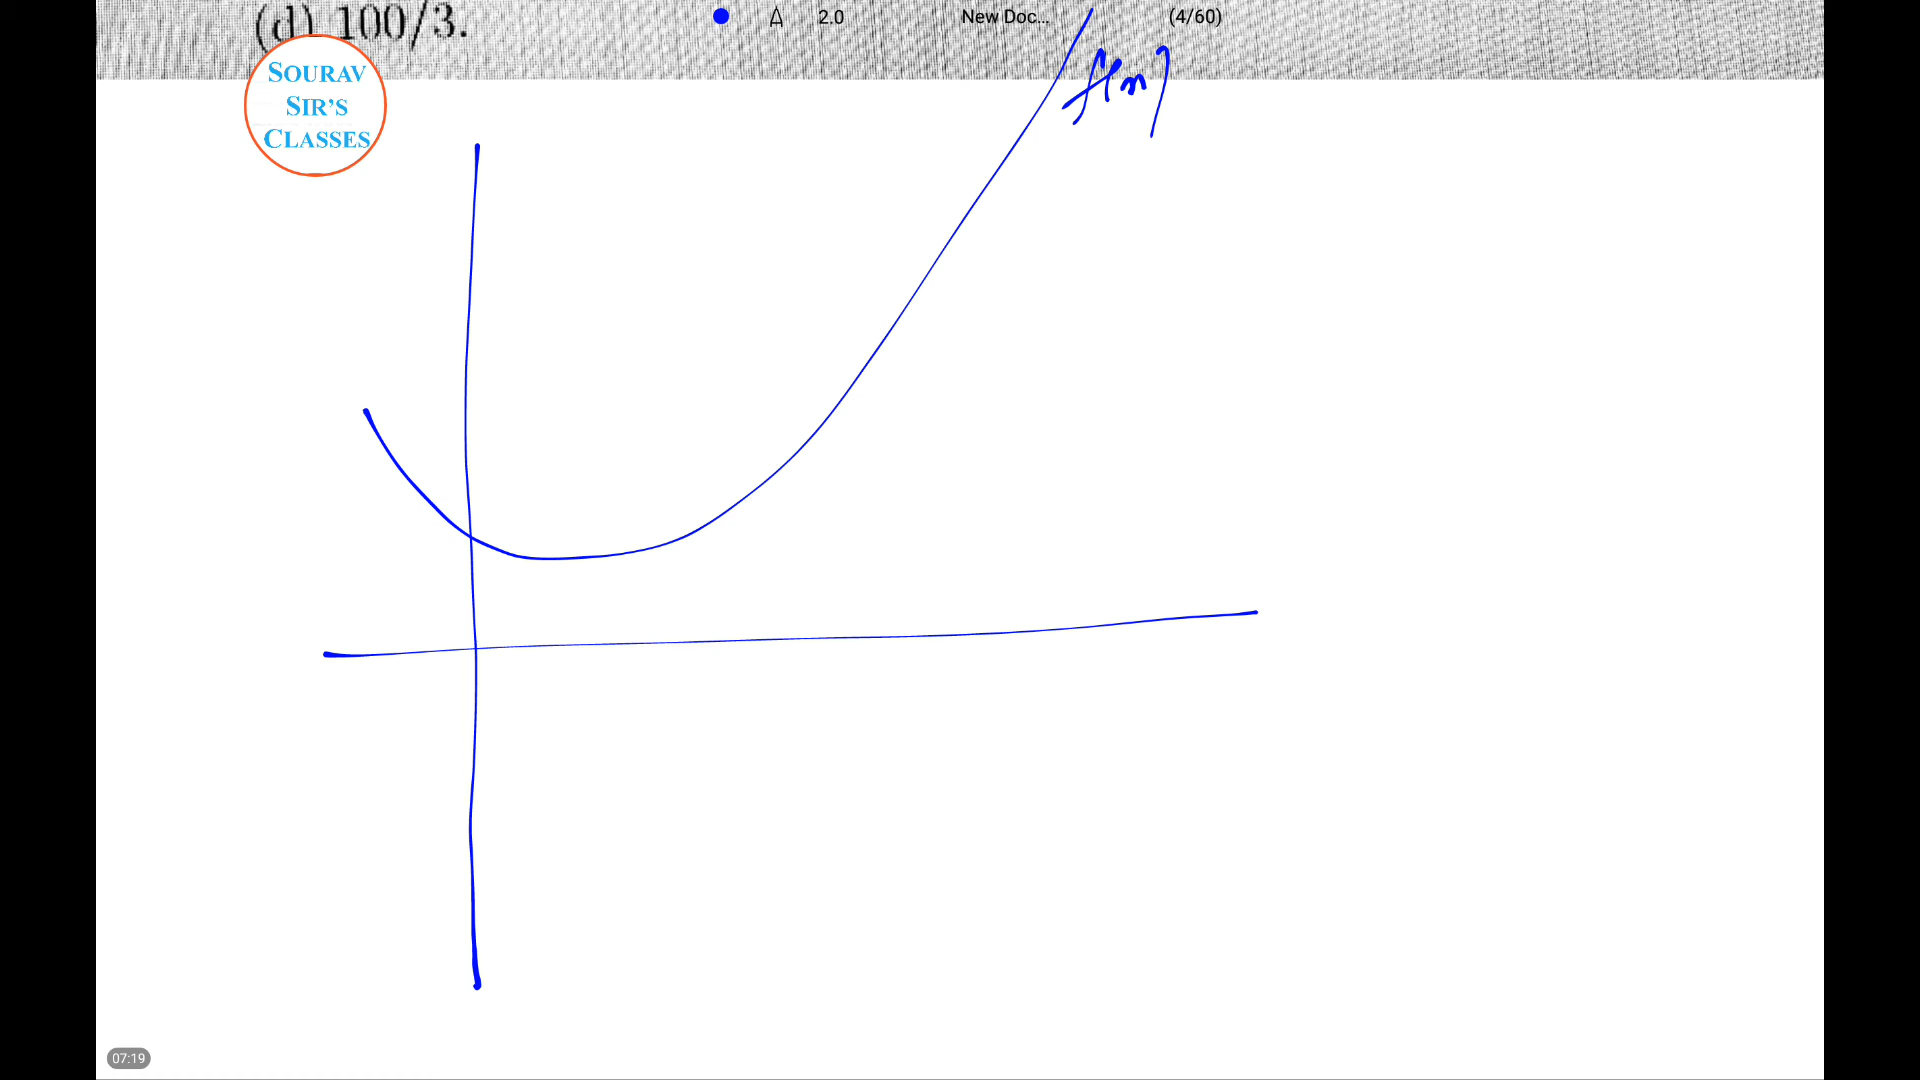 (d) 100/3.
2.0 New Doc... (4/60)
SOURAV
SIR'S
CLASSES
f(x)
07:19